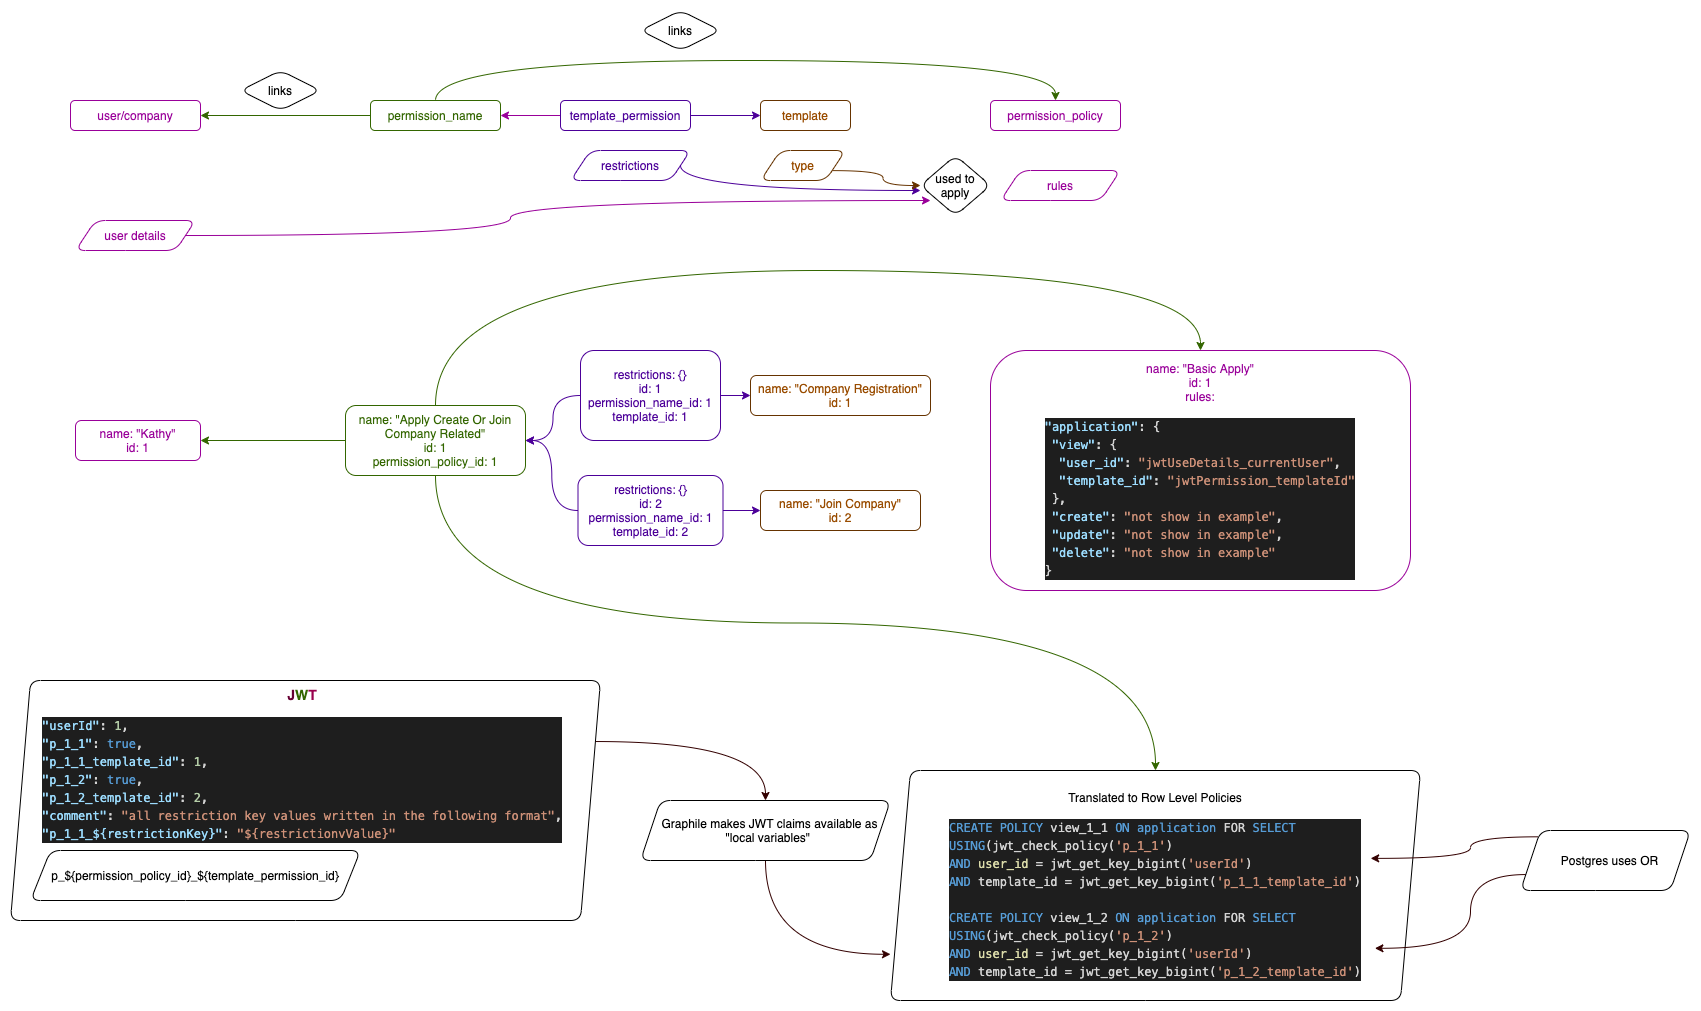 links
links
user/company
permission_name
template_permission
template
permission_policy
restrictions
type
used to
apply
rules
user details
name: "Kathy"
id: 1
name: "Apply Create Or Join
Company Related"
id: 1
permission_policy_id: 1
restrictions: {}
id: 1
permission_name_id: 1
template_id: 1
name: "Company Registration"
id: 1
restrictions: {}
id: 2
permission_name_id: 1
template_id: 2
name: "Join Company"
id: 2
name: "Basic Apply"
id: 1
rules:
"application": {
"view": {
"user_id": "jwtUseDetails_currentUser",
"template_id": "jwtPermission_templateId"
},
"create": "not show in example",
"update": "not show in example",
"delete": "not show in example"
}
JWT
"userId": 1,
"p_1_1": true,
"p_1_1_template_id": 1,
"p_1_2": true,
"p_1_2_template_id": 2,
"comment": "all restriction key values written in the following format",
"p_1_1_${restrictionKey}": "${restrictionvValue}"
p_${permission_policy_id}_${template_permission_id}
Graphile makes JWT claims available as
"local variables"
Translated to Row Level Policies
CREATE POLICY view_1_1 ON application FOR SELECT
USING(jwt_check_policy('p_1_1')
AND user_id = jwt_get_key_bigint('userId')
AND template_id = jwt_get_key_bigint('p_1_1_template_id')
CREATE POLICY view_1_2 ON application FOR SELECT
USING(jwt_check_policy('p_1_2')
AND user_id = jwt_get_key_bigint('userId')
AND template_id = jwt_get_key_bigint('p_1_2_template_id')
Postgres uses OR